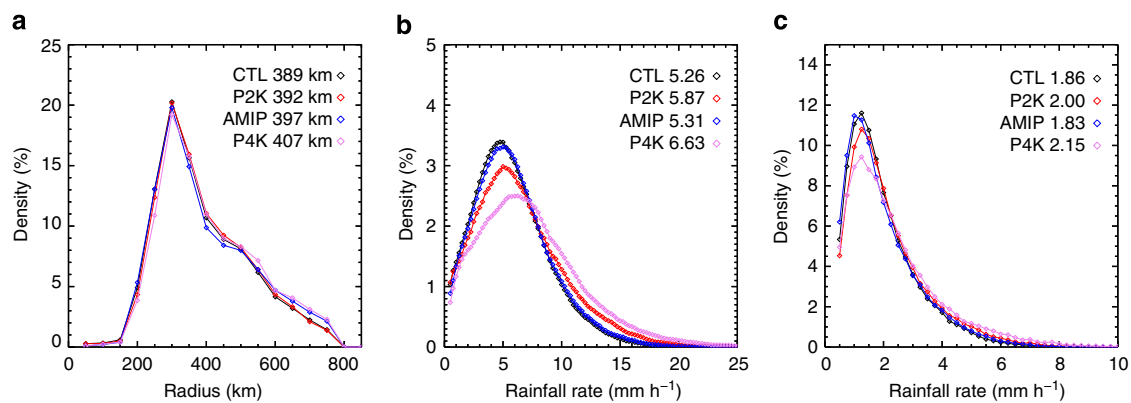 a
25
20
15
10
5
0
Density (%)
0 200 400 600 800
Radius (km)
CTL 389 km
P2K 392 km
AMIP 397 km
P4K 407 km
b
5
4
3
2
1
0
Density (%)
0 5 10 15 20 25
Rainfall rate (mm h⁻¹)
CTL 5.26
P2K 5.87
AMIP 5.31
P4K 6.63
c
14
12
10
8
6
4
2
0
Density (%)
0 2 4 6 8 10
Rainfall rate (mm h⁻¹)
CTL 1.86
P2K 2.00
AMIP 1.83
P4K 2.15